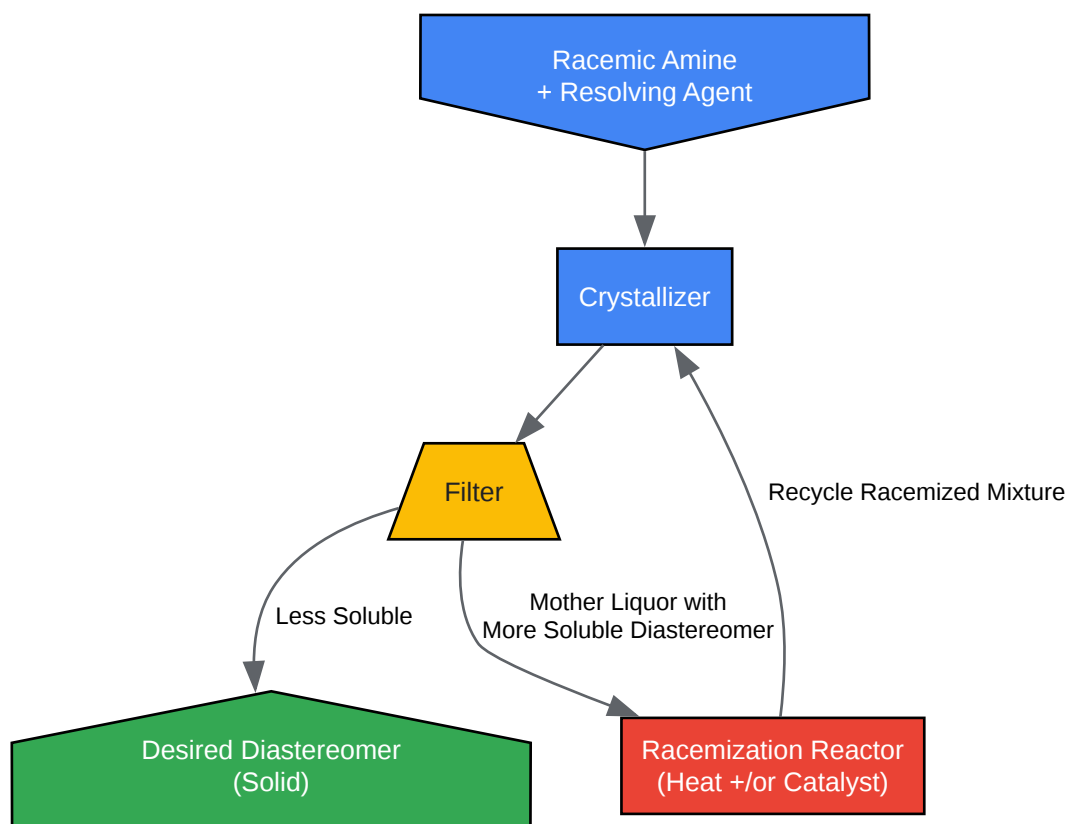 Racemic Amine
+ Resolving Agent
Crystallizer
Filter
Recycle Racemized Mixture
Less Soluble
Mother Liquor with
More Soluble Diastereomer
Desired Diastereomer
(Solid)
Racemization Reactor
(Heat +/or Catalyst)